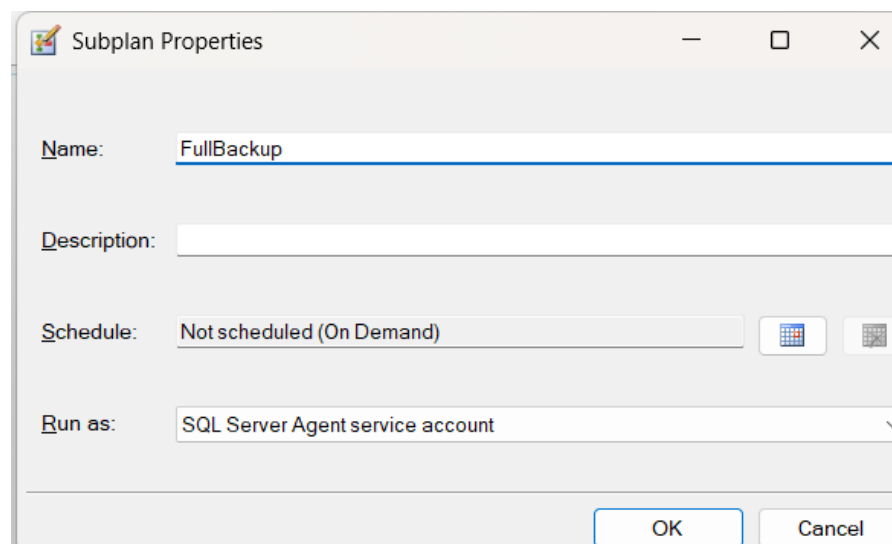 Subplan Properties
Name: FullBackup
Description:
Schedule: Not scheduled (On Demand)
Run as: SQL Server Agent service account
OK Cancel